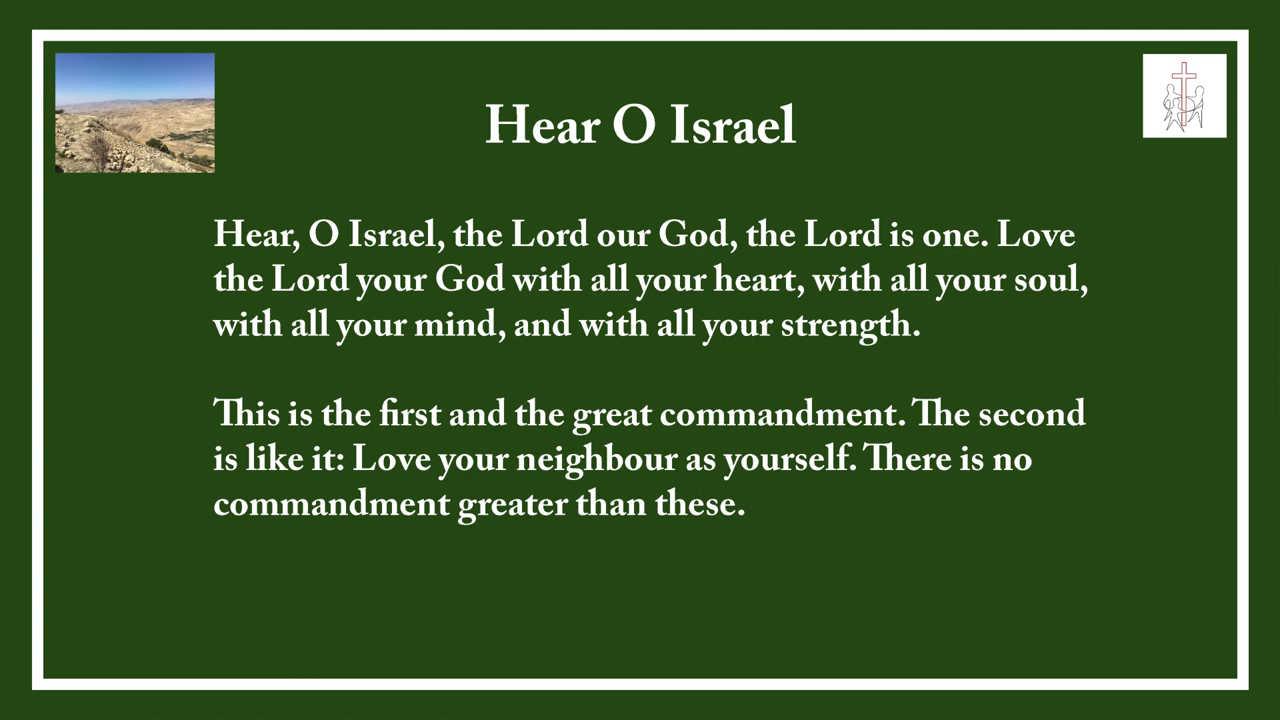 Hear O Israel
Hear, O Israel, the Lord our God, the Lord is one. Love
the Lord your God with all your heart, with all your soul,
with all your mind, and with all your strength.
This is the first and the great commandment. The second
is like it: Love your neighbour as yourself. There is no
commandment greater than these.